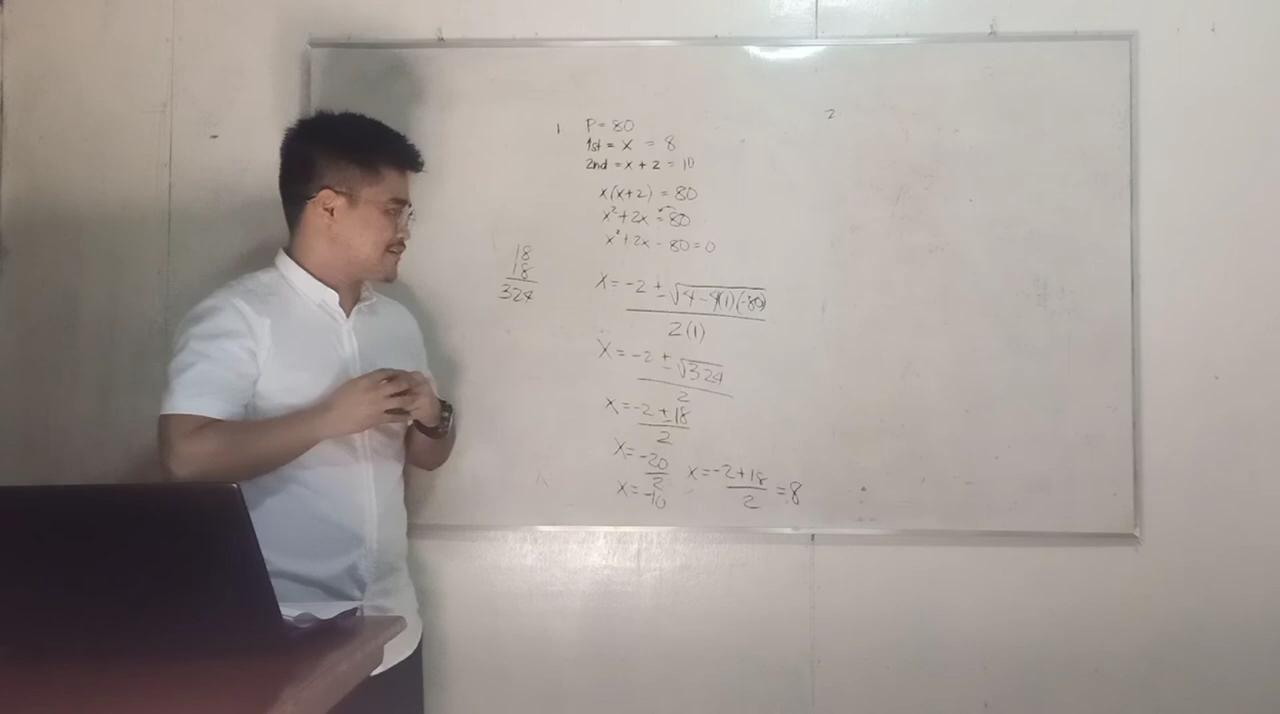 1 P = 80
1st = x = 8
2nd = x + 2 = 10
x(x+2) = 80
x² + 2x = 80
x² + 2x - 80 = 0
18
18
324
x = -2 ± √4 - 4(1)(-80)
2(1)
x = -2 ± √324
2
x = -2 ± 18
2
x = -20
2
x = -10
x = -2 + 18
2
= 8
2